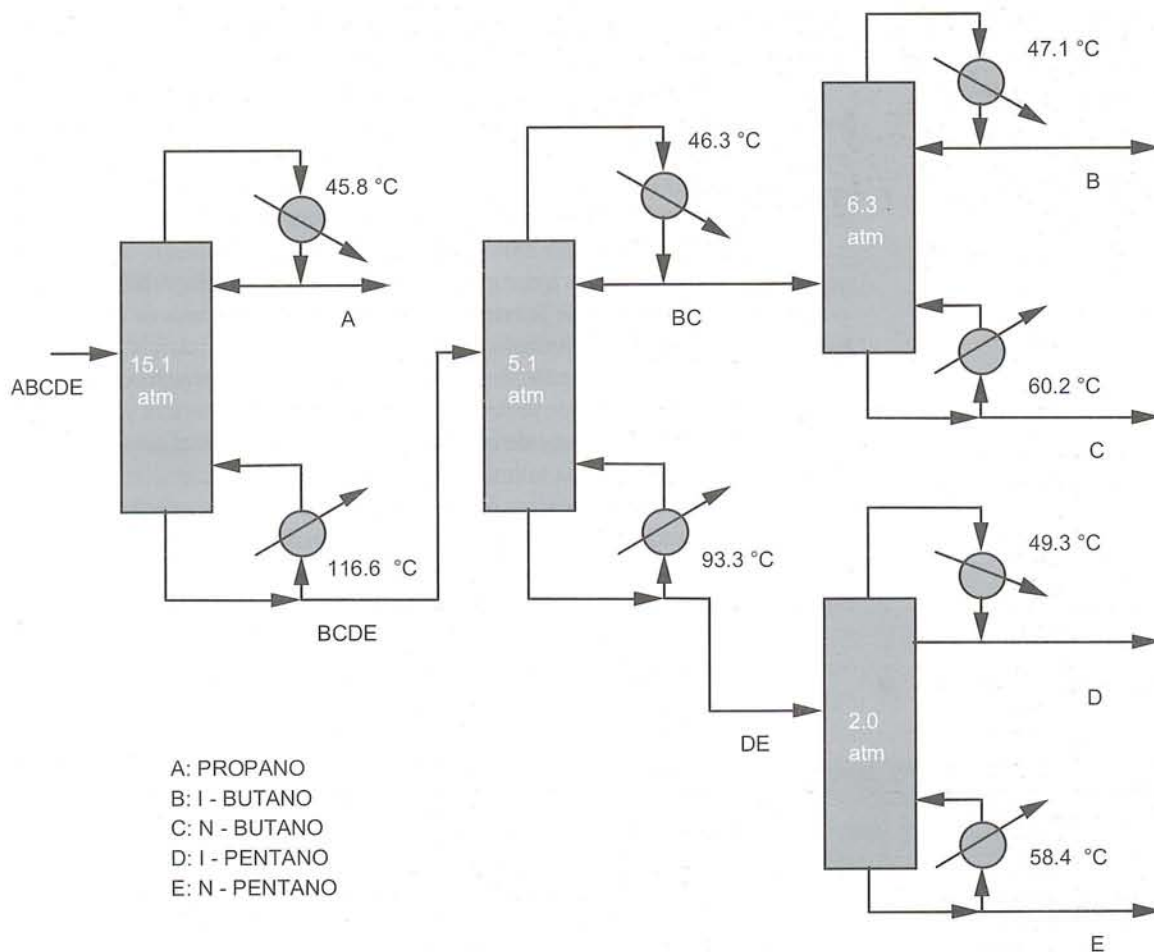 47.1 °C
B
6.3
atm
60.2 °C
C
46.3 °C
5.1
atm
BC
93.3 °C
45.8 °C
A
15.1
atm
ABCDE
116.6 °C
BCDE
49.3 °C
D
2.0
atm
DE
58.4 °C
E
A: PROPANO
B: I - BUTANO
C: N - BUTANO
D: I - PENTANO
E: N - PENTANO